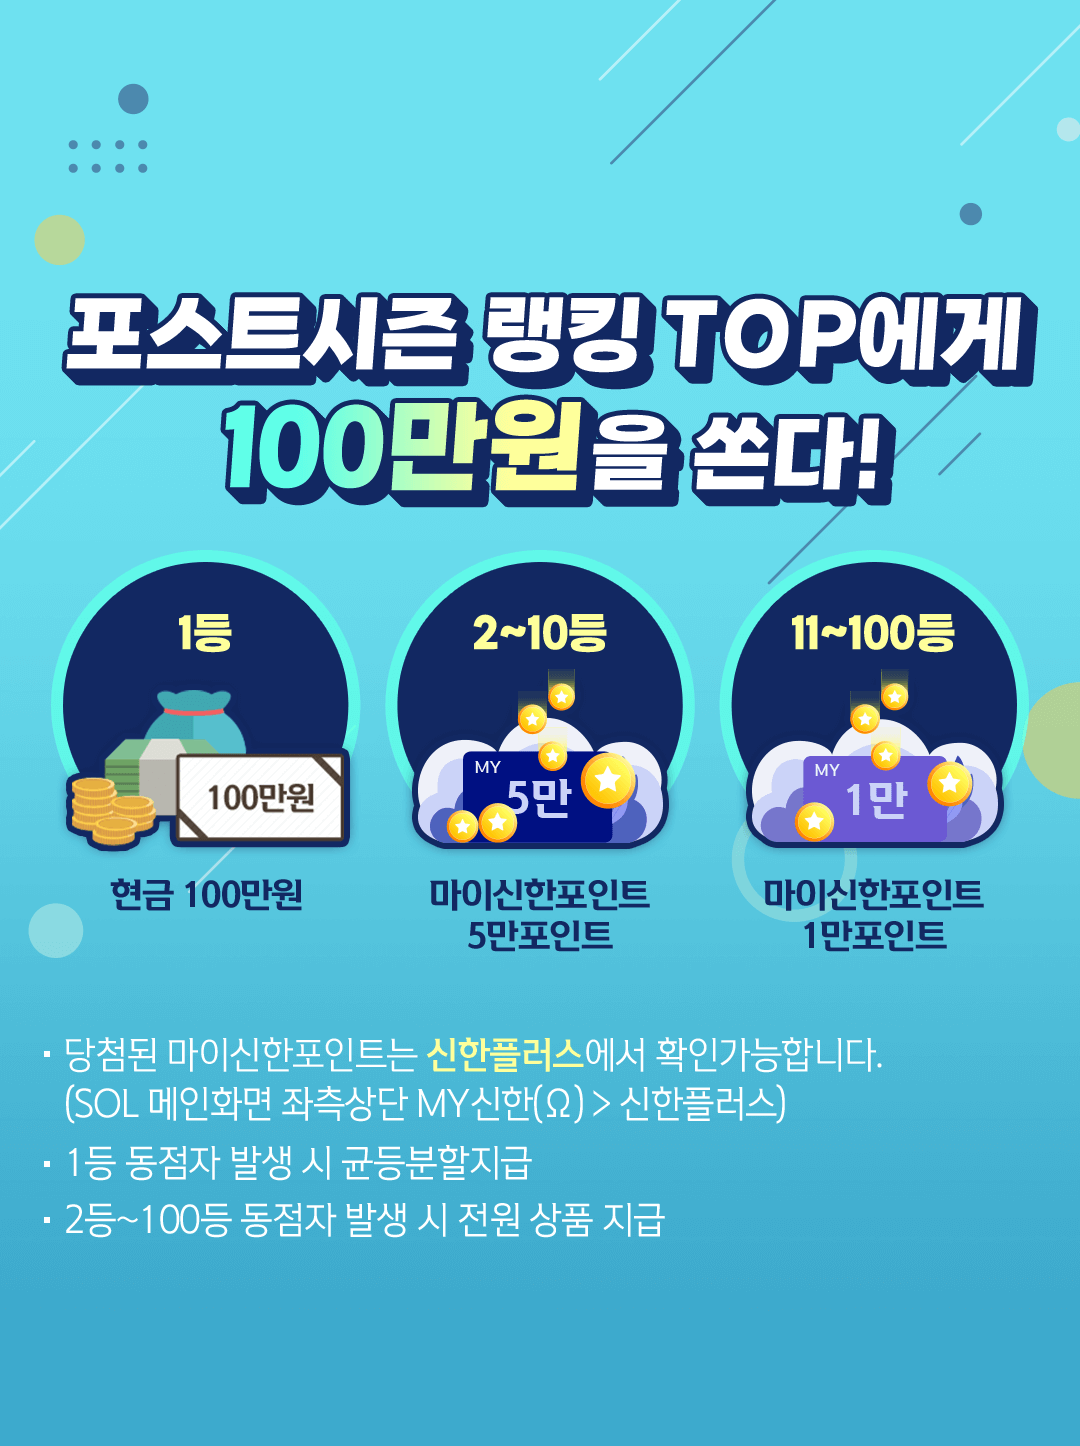 포스트시즌 랭킹 TOP에게
100만원을 쏜다!
1등
2~10등
11~100등
100만원
MY
5만
MY
1만
현금 100만원
마이신한포인트
5만포인트
마이신한포인트
1만포인트
· 당첨된 마이신한포인트는 신한플러스에서 확인가능합니다.
(SOL 메인화면 좌측상단 MY신한(Ω) > 신한플러스)
· 1등 동점자 발생 시 균등분할지급
· 2등~100등 동점자 발생 시 전원 상품 지급